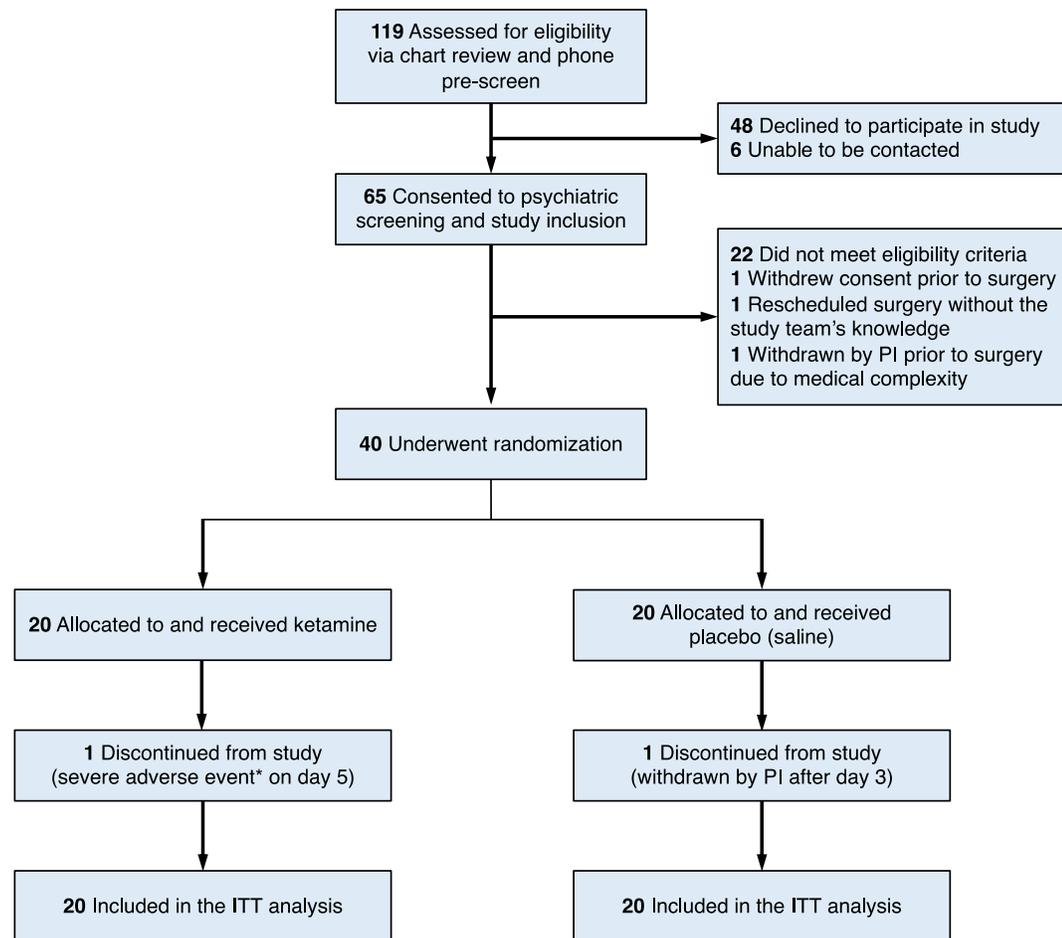 119 Assessed for eligibility
via chart review and phone
pre-screen
48 Declined to participate in study
6 Unable to be contacted
65 Consented to psychiatric
screening and study inclusion
22 Did not meet eligibility criteria
1 Withdrew consent prior to surgery
1 Rescheduled surgery without the
study team’s knowledge
1 Withdrawn by PI prior to surgery
due to medical complexity
40 Underwent randomization
20 Allocated to and received ketamine
20 Allocated to and received
placebo (saline)
1 Discontinued from study
(severe adverse event* on day 5)
1 Discontinued from study
(withdrawn by PI after day 3)
20 Included in the ITT analysis
20 Included in the ITT analysis